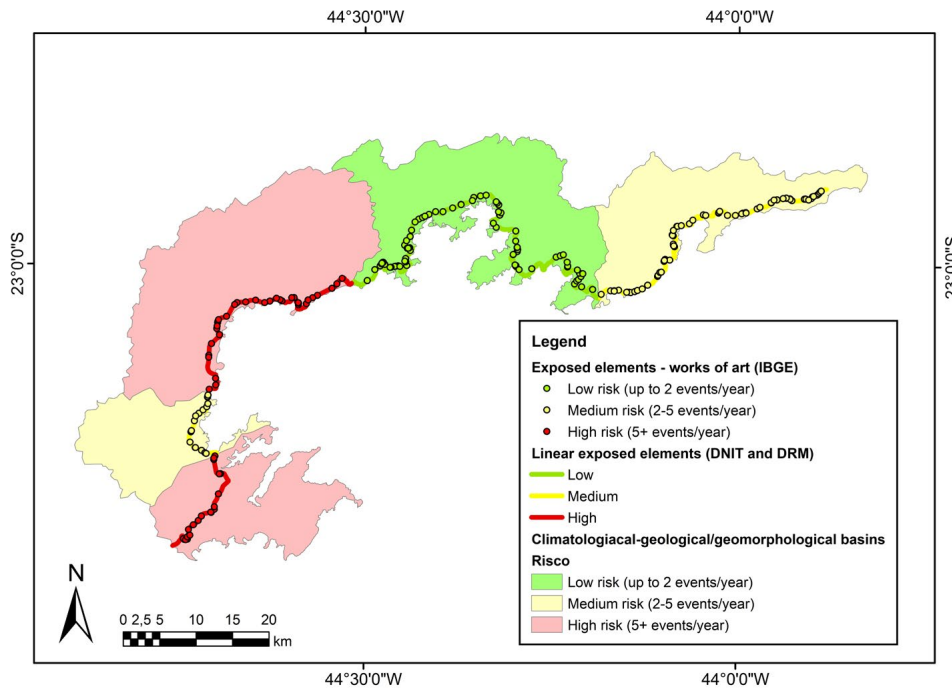 44°30'0"W 44°0'0"W
23°0'0"S 23°0'0"S
Legend
Exposed elements - works of art (IBGE)
Low risk (up to 2 events/year)
Medium risk (2-5 events/year)
High risk (5+ events/year)
Linear exposed elements (DNIT and DRM)
Low
Medium
High
Climatologiacal-geological/geomorphological basins
Risco
Low risk (up to 2 events/year)
Medium risk (2-5 events/year)
High risk (5+ events/year)
N
0 2,5 5 10 15 20
km
44°30'0"W 44°0'0"W